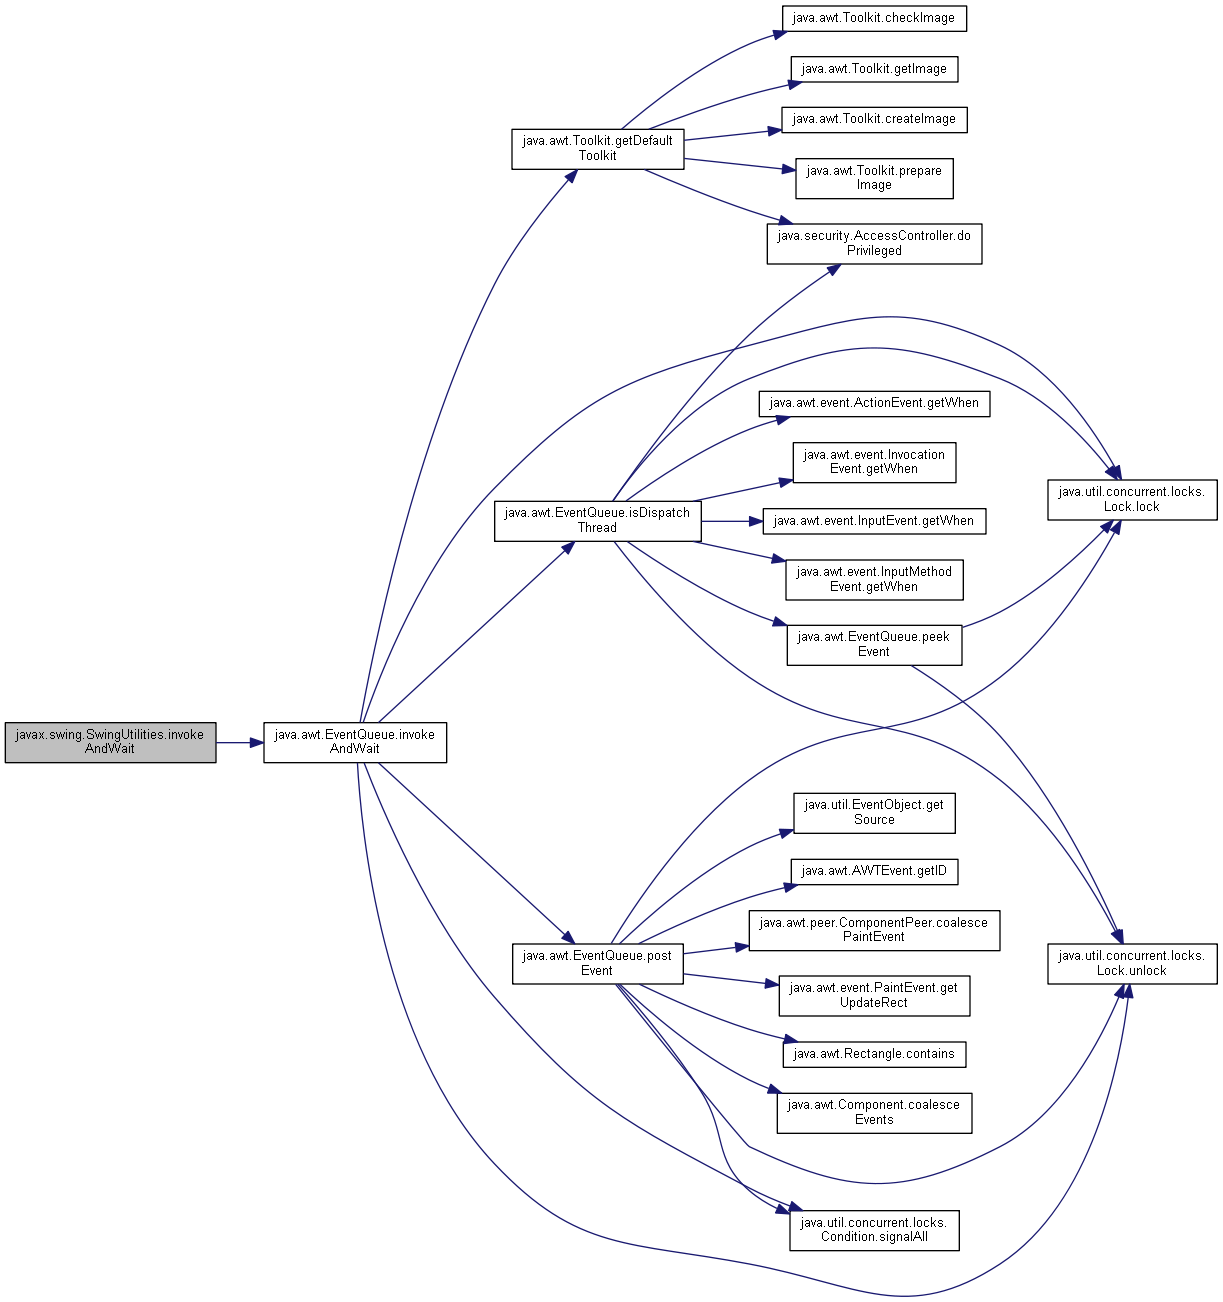 java.awt.Toolkit.checkImage
java.awt.Toolkit.getImage
java.awt.Toolkit.createImage
java.awt.Toolkit.getDefault
Toolkit
java.awt.Toolkit.prepare
Image
java.security.AccessController.do
Privileged
java.awt.event.ActionEvent.getWhen
java.awt.event.Invocation
Event.getWhen
java.util.concurrent.locks.
Lock.lock
java.awt.EventQueue.isDispatch
Thread
java.awt.event.InputEvent.getWhen
java.awt.event.InputMethod
Event.getWhen
java.awt.EventQueue.peek
Event
javax.swing.SwingUtilities.invoke
AndWait
java.awt.EventQueue.invoke
AndWait
java.util.EventObject.get
Source
java.awt.AWTEvent.getID
java.awt.peer.ComponentPeer.coalesce
PaintEvent
java.awt.EventQueue.post
Event
java.util.concurrent.locks.
Lock.unlock
java.awt.event.PaintEvent.get
UpdateRect
java.awt.Rectangle.contains
java.awt.Component.coalesce
Events
java.util.concurrent.locks.
Condition.signalAll